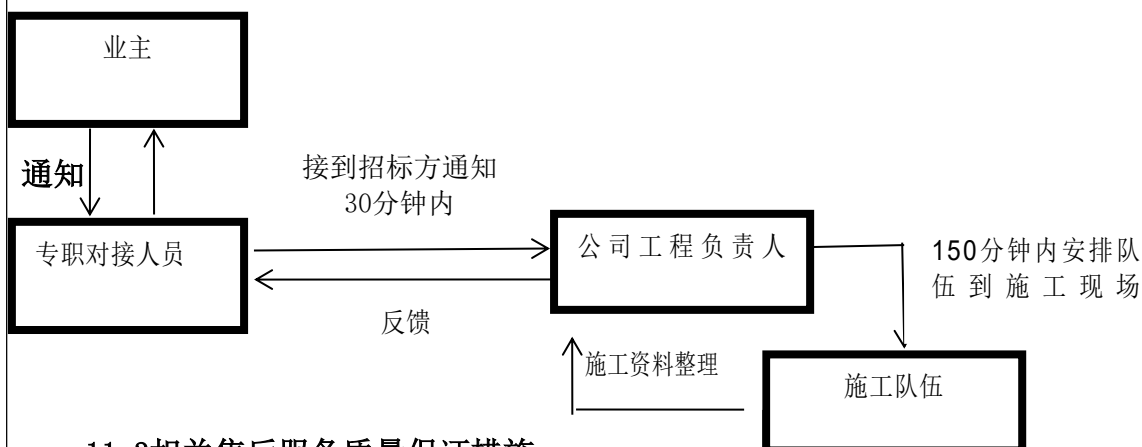 业主
通知
接到招标方通知
30分钟内
专职对接人员
公司工程负责人
150分钟内安排队
伍到施工现场
反馈
施工资料整理
施工队伍